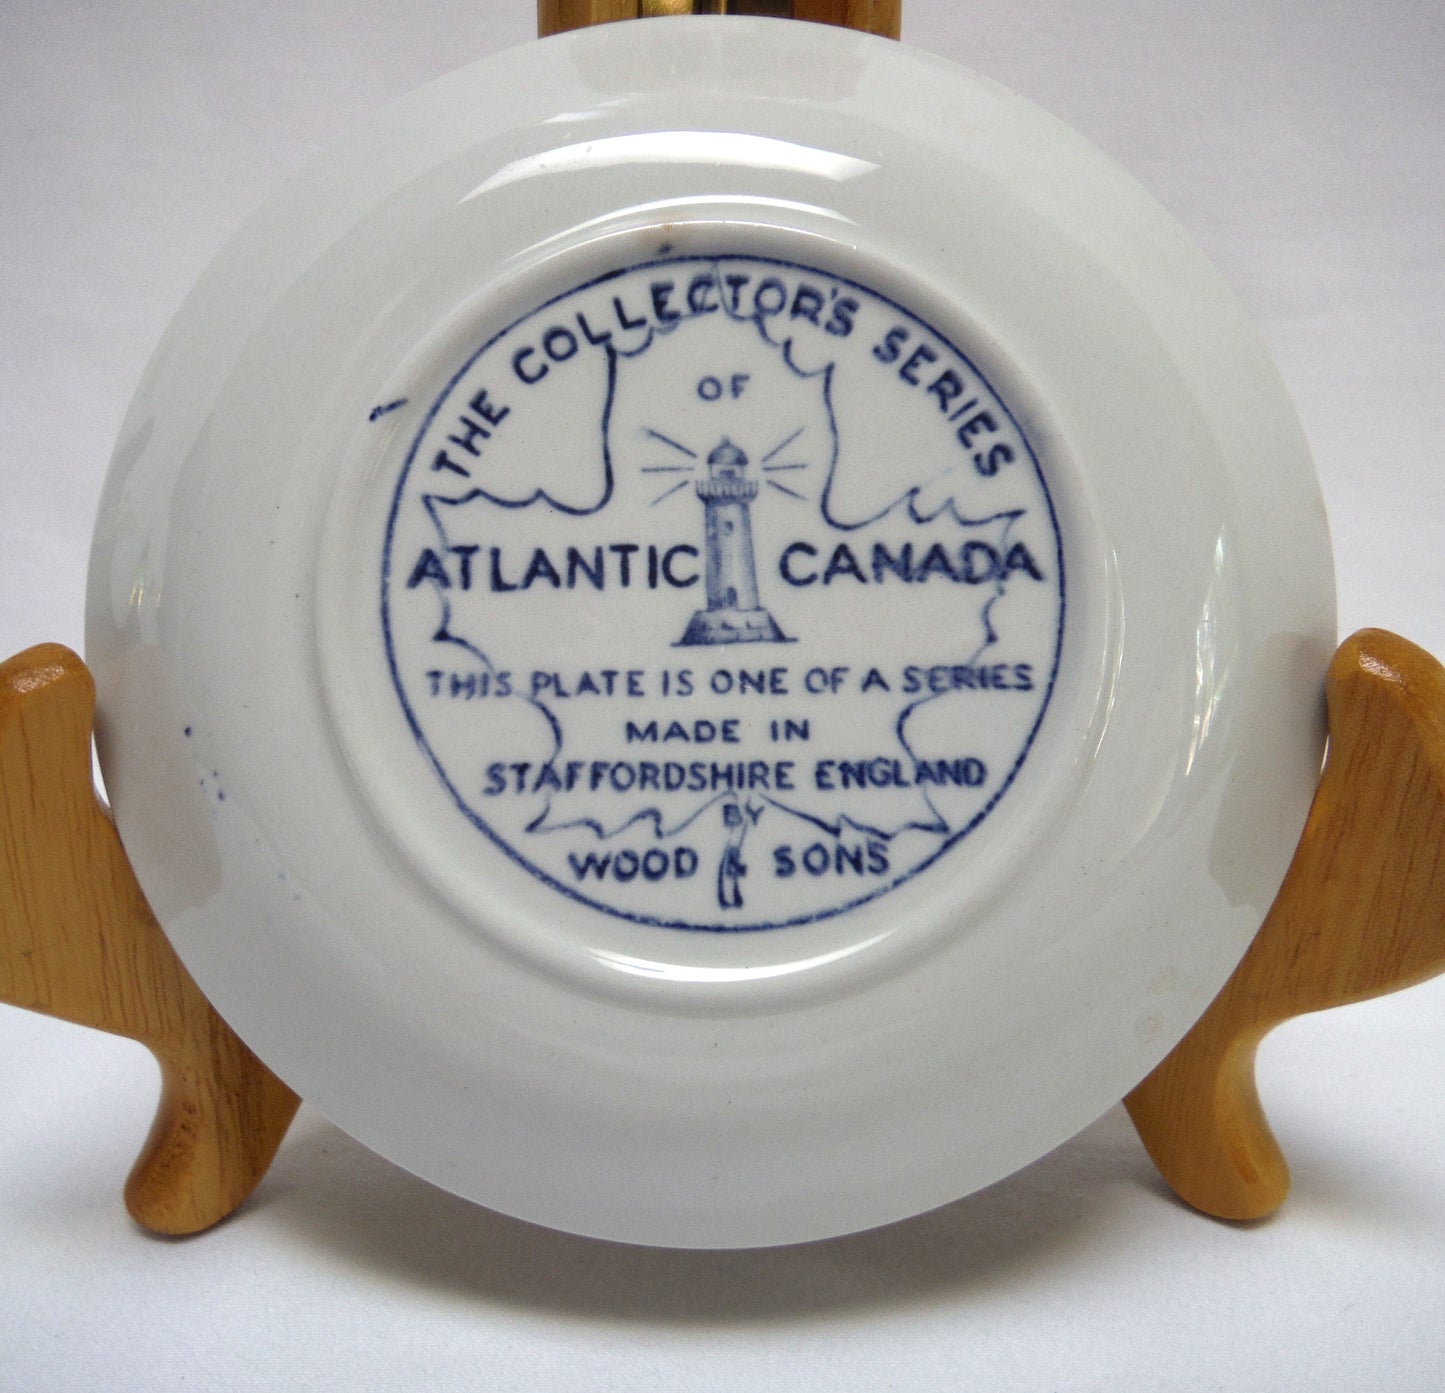 THE COLLECTOR'S SERIES
OF
ATLANTIC CANADA
THIS PLATE IS ONE OF A SERIES
MADE IN
STAFFORDSHIRE ENGLAND
BY
WOOD & SONS